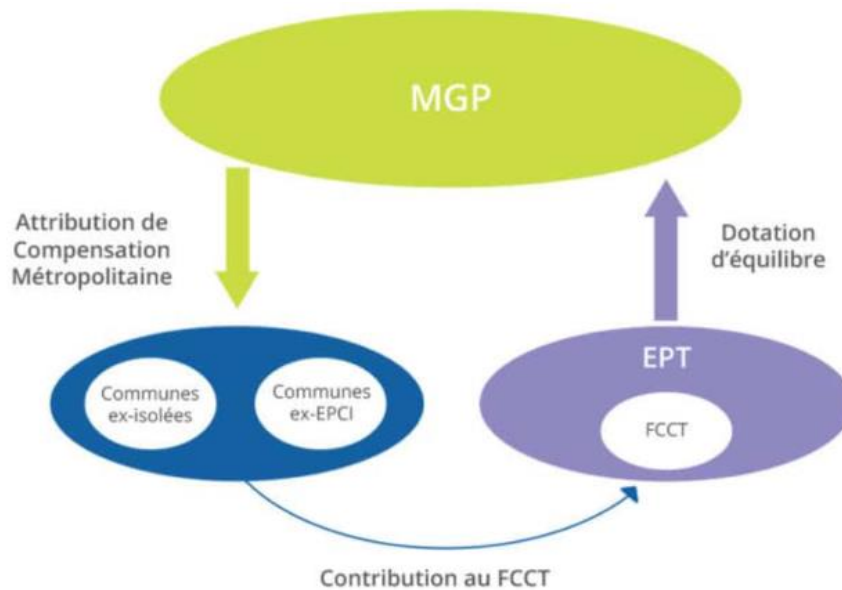 MGP
Attribution de
Compensation
Métropolitaine
Dotation
d'équilibre
Communes
ex-isolées
Communes
ex-EPCI
EPT
FCCT
Contribution au FCCT